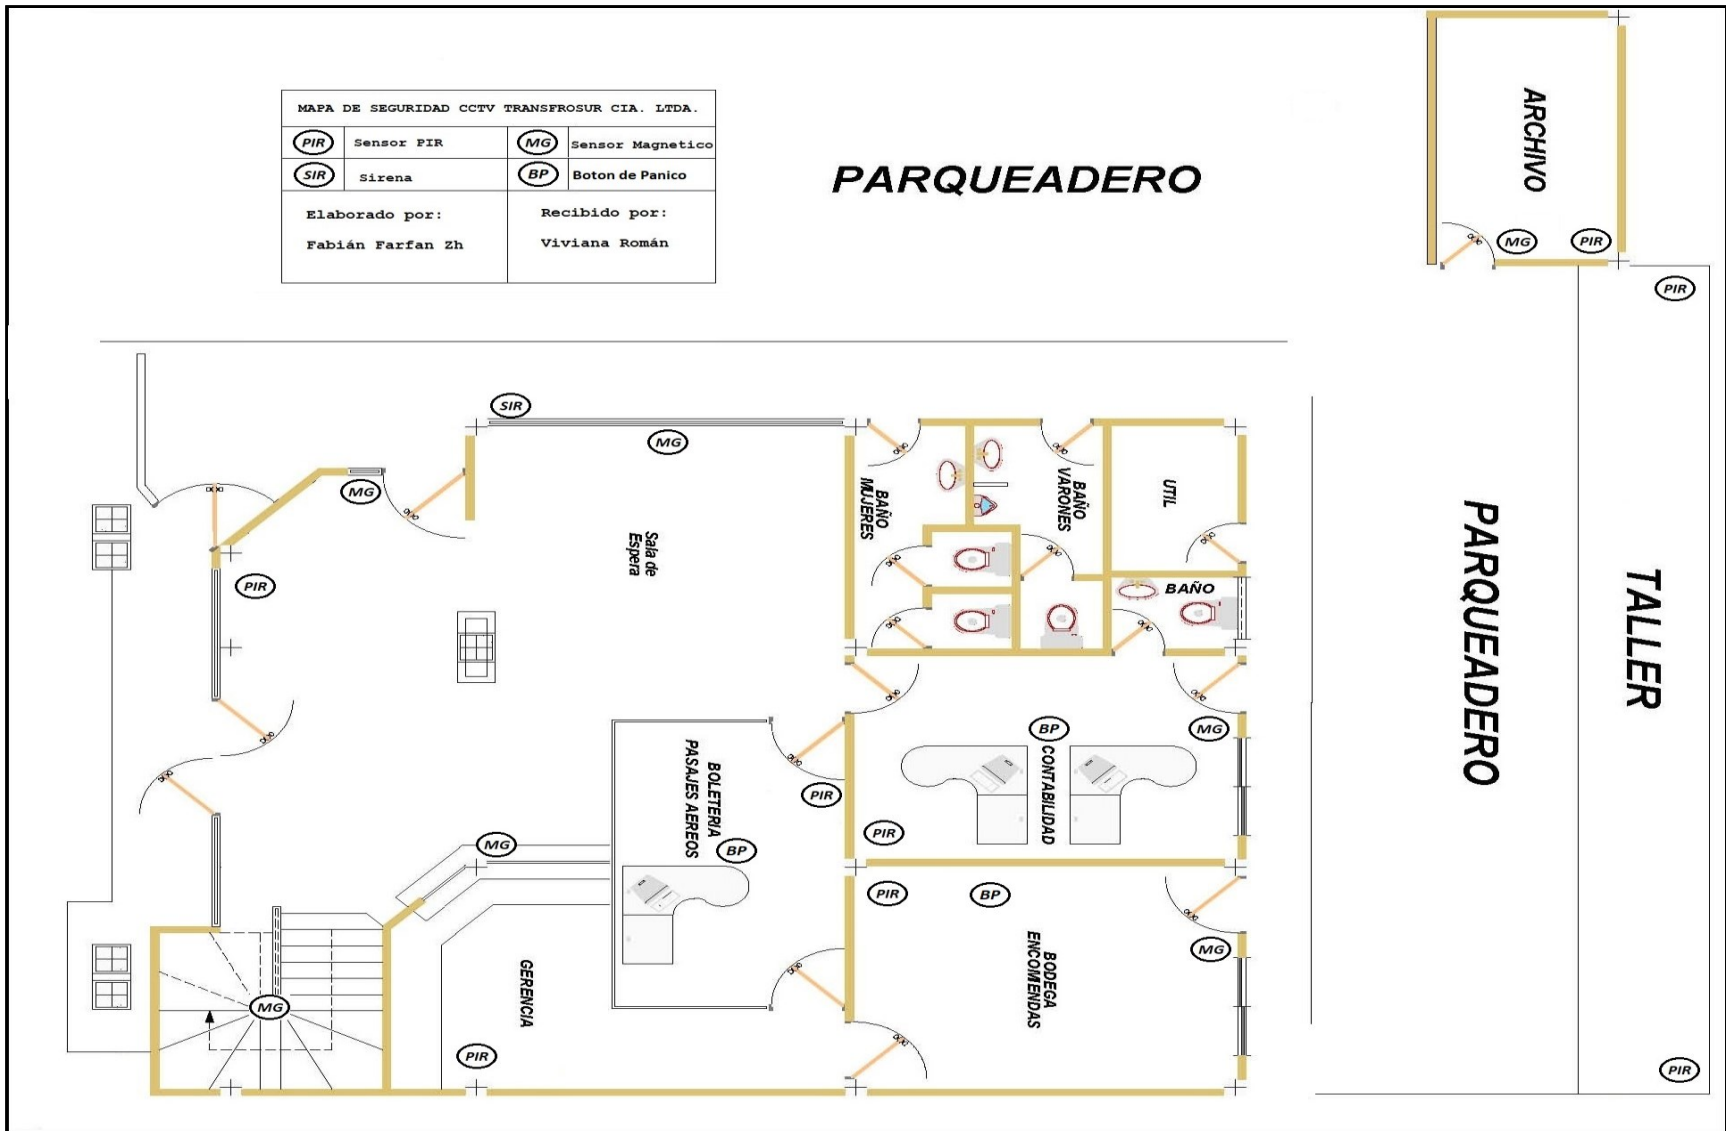 MAPA DE SEGURIDAD CCTV TRANSFROSUR CIA. LTDA.
PIR Sensor PIR MG Sensor Magnetico
SIR Sirena BP Boton de Panico
Elaborado por: Recibido por:
Fabián Farfan Zh Viviana Román
PARQUEADERO
ARCHIVO
MG PIR
PIR
SIR
MG
MG
BAÑO
MUJERES
BAÑO
VARONES
UTIL
Sala de
Espera
PIR
BAÑO
PARQUEADERO
TALLER
BP
MG
CONTABILIDAD
BOLETERIA
PASAJES AEREOS
PIR
PIR
MG
BP
PIR
BP
MG
BODEGA
ENCOMENDAS
GERENCIA
MG
PIR
PIR